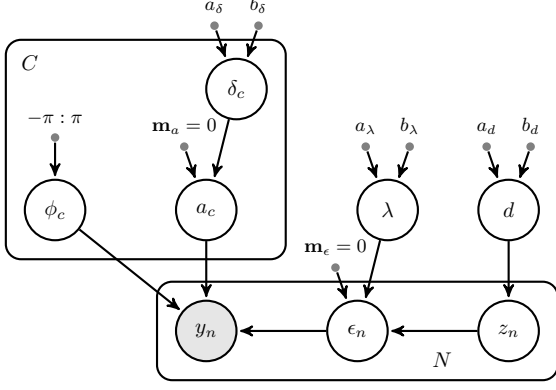 a_δ b_δ
C
δ_c
−π : π
m_a = 0
a_λ b_λ
a_d b_d
ϕ_c
a_c
λ
d
m_ϵ = 0
y_n
ϵ_n
z_n
N